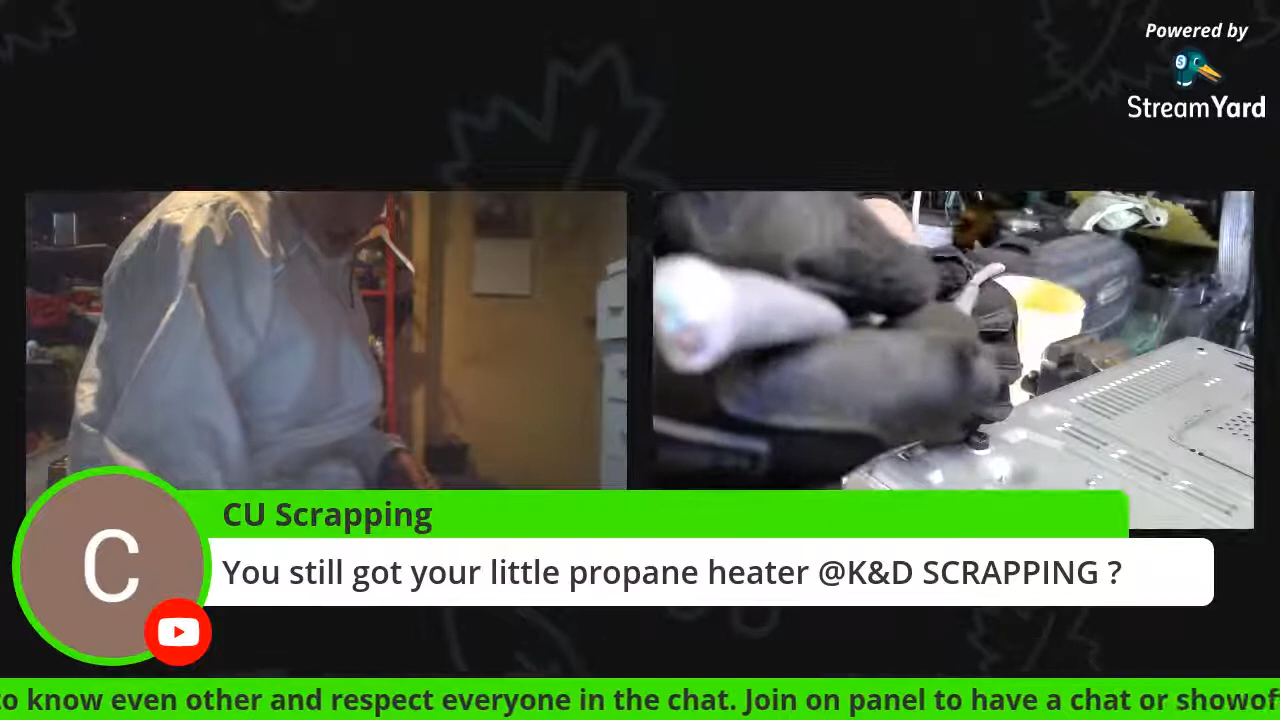 Powered by
StreamYard
CU Scrapping
C
You still got your little propane heater @K&D SCRAPPING ?
to know even other and respect everyone in the chat. Join on panel to have a chat or showof